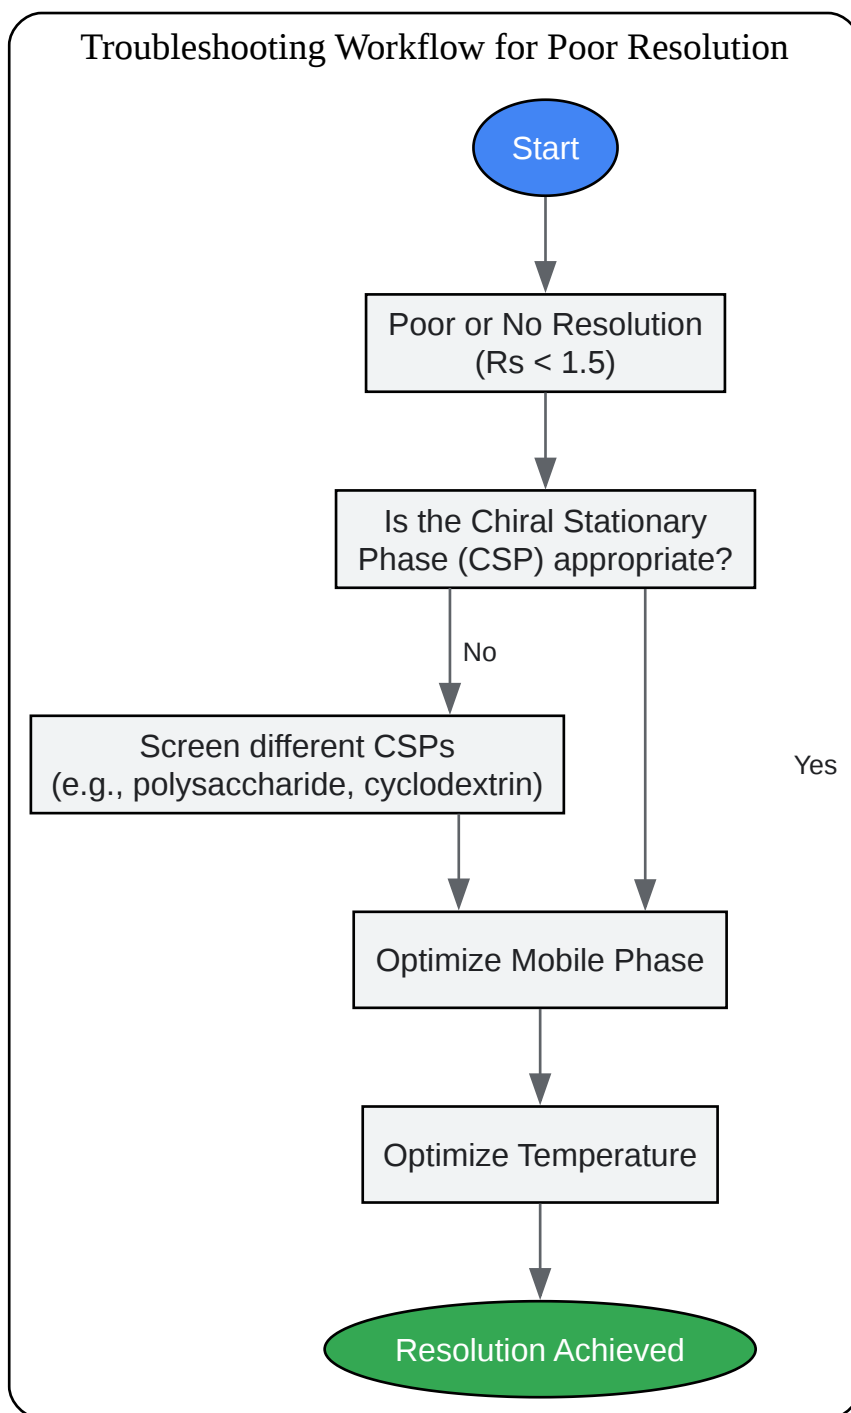 Troubleshooting Workflow for Poor Resolution
Start
Poor or No Resolution
(Rs < 1.5)
Is the Chiral Stationary
Phase (CSP) appropriate?
No
Screen different CSPs
(e.g., polysaccharide, cyclodextrin)
Yes
Optimize Mobile Phase
Optimize Temperature
Resolution Achieved